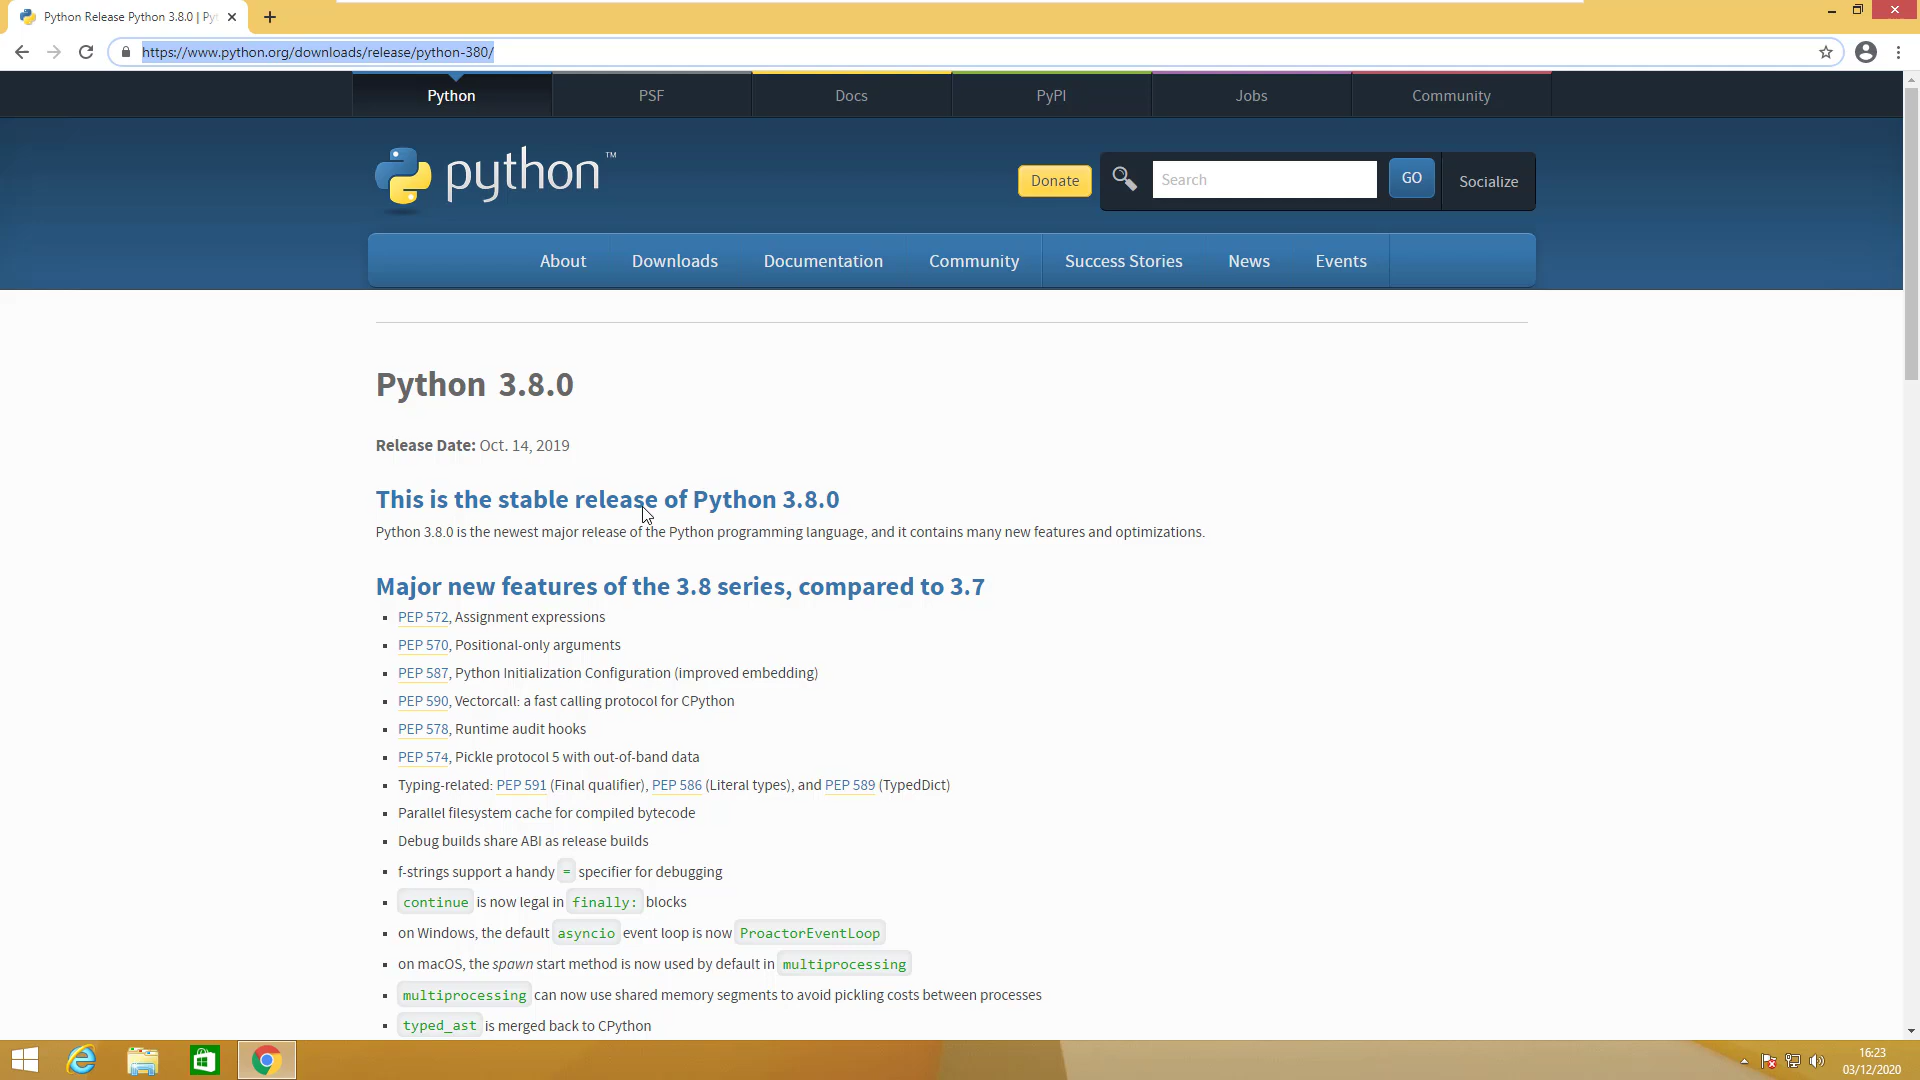 Python Release Python 3.8.0 | Py
https://www.python.org/downloads/release/python-380/
Python PSF Docs PyPI Jobs Community
python™
Donate Search GO Socialize
About Downloads Documentation Community Success Stories News Events
Python 3.8.0
Release Date: Oct. 14, 2019
This is the stable release of Python 3.8.0
Python 3.8.0 is the newest major release of the Python programming language, and it contains many new features and optimizations.
Major new features of the 3.8 series, compared to 3.7
PEP 572, Assignment expressions
PEP 570, Positional-only arguments
PEP 587, Python Initialization Configuration (improved embedding)
PEP 590, Vectorcall: a fast calling protocol for CPython
PEP 578, Runtime audit hooks
PEP 574, Pickle protocol 5 with out-of-band data
Typing-related: PEP 591 (Final qualifier), PEP 586 (Literal types), and PEP 589 (TypedDict)
Parallel filesystem cache for compiled bytecode
Debug builds share ABI as release builds
f-strings support a handy = specifier for debugging
continue is now legal in finally: blocks
on Windows, the default asyncio event loop is now ProactorEventLoop
on macOS, the spawn start method is now used by default in multiprocessing
multiprocessing can now use shared memory segments to avoid pickling costs between processes
typed_ast is merged back to CPython
16:23
03/12/2020